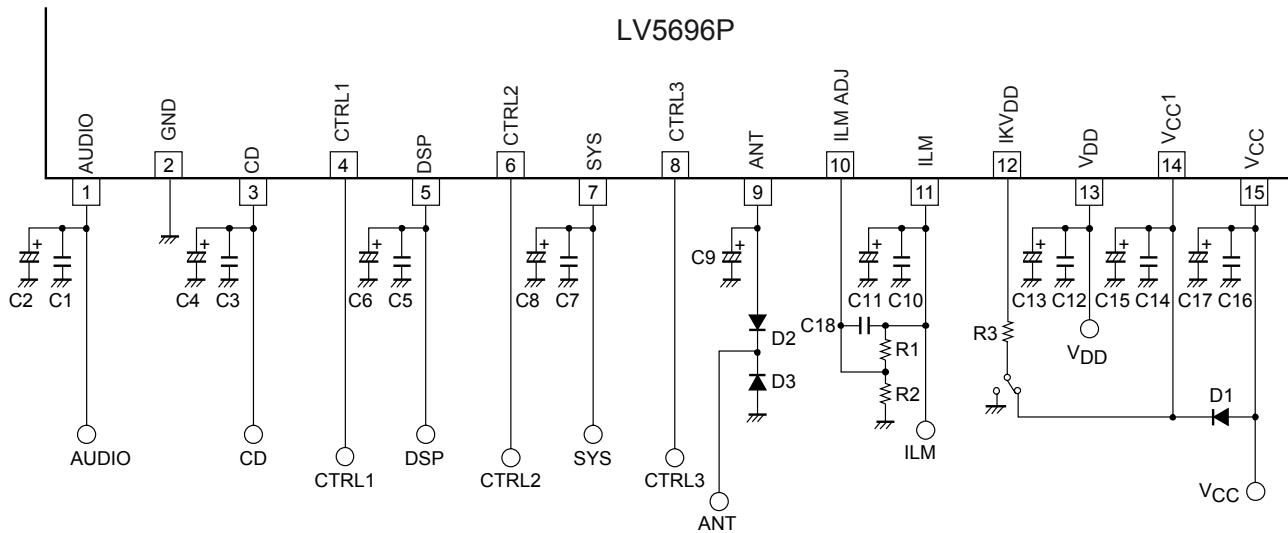 LV5696P
AUDIO
GND
CD
CTRL1
DSP
CTRL2
SYS
CTRL3
ANT
ILM ADJ
ILM
IKVDD
VDD
VCC1
VCC
1
2
3
4
5
6
7
8
9
10
11
12
13
14
15
+
+
+
+
+
+
+
+
+
C2
C1
C4
C3
C6
C5
C8
C7
C9
C11
C10
C13
C12
C15
C14
C17
C16
C18
D2
R1
R3
VDD
D3
R2
D1
AUDIO
CD
CTRL1
DSP
CTRL2
SYS
CTRL3
ANT
ILM
VCC